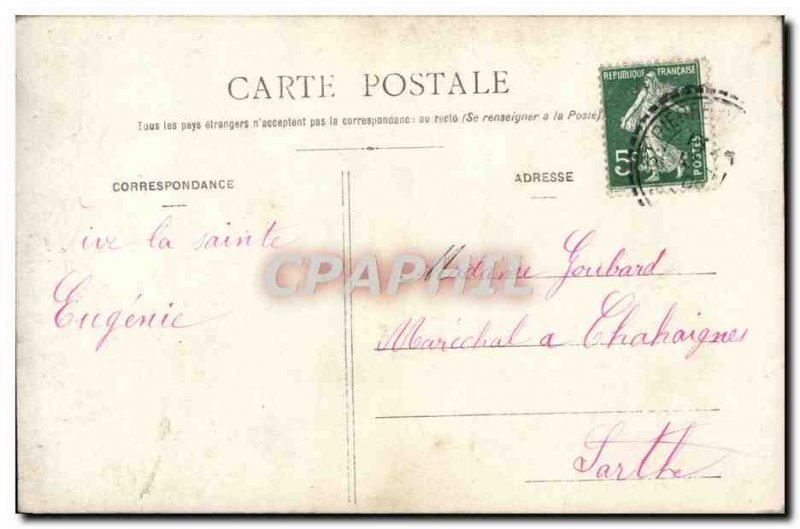 CARTE POSTALE
Tous les pays étrangers n'acceptent pas la correspondance au recto (Se renseigner à la Poste)
CORRESPONDANCE
ADRESSE
Vive la sainte
Eugénie
Madame Goubard
Maréchal a Chahaignes
Sarthe
REPUBLIQUE FRANÇAISE
5c
POSTES
CPAPHIL